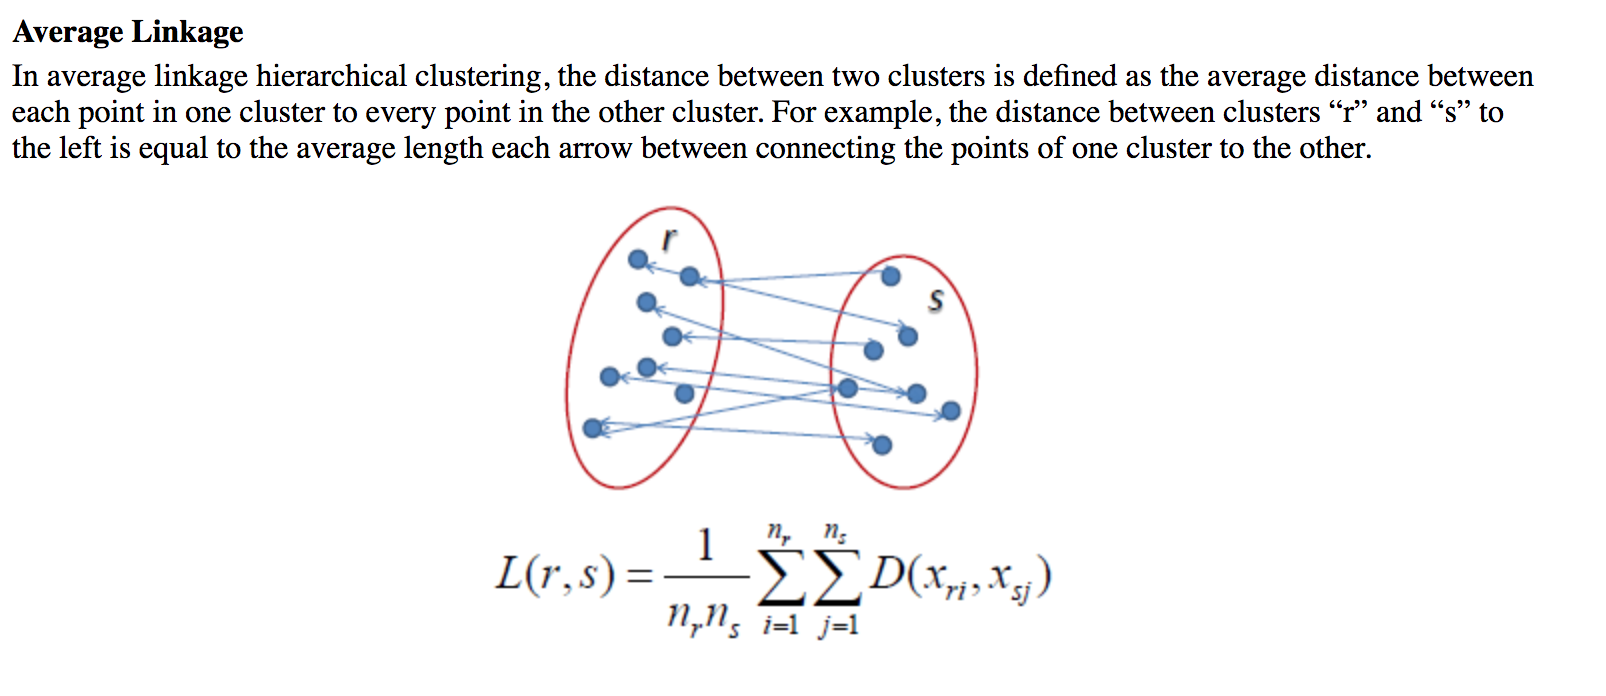 Average Linkage
In average linkage hierarchical clustering, the distance between two clusters is defined as the average distance between
each point in one cluster to every point in the other cluster. For example, the distance between clusters “r” and “s” to
the left is equal to the average length each arrow between connecting the points of one cluster to the other.
r
s
L(r,s) = \frac{1}{n_r n_s} \sum_{i=1}^{n_r} \sum_{j=1}^{n_s} D(x_{ri}, x_{sj})